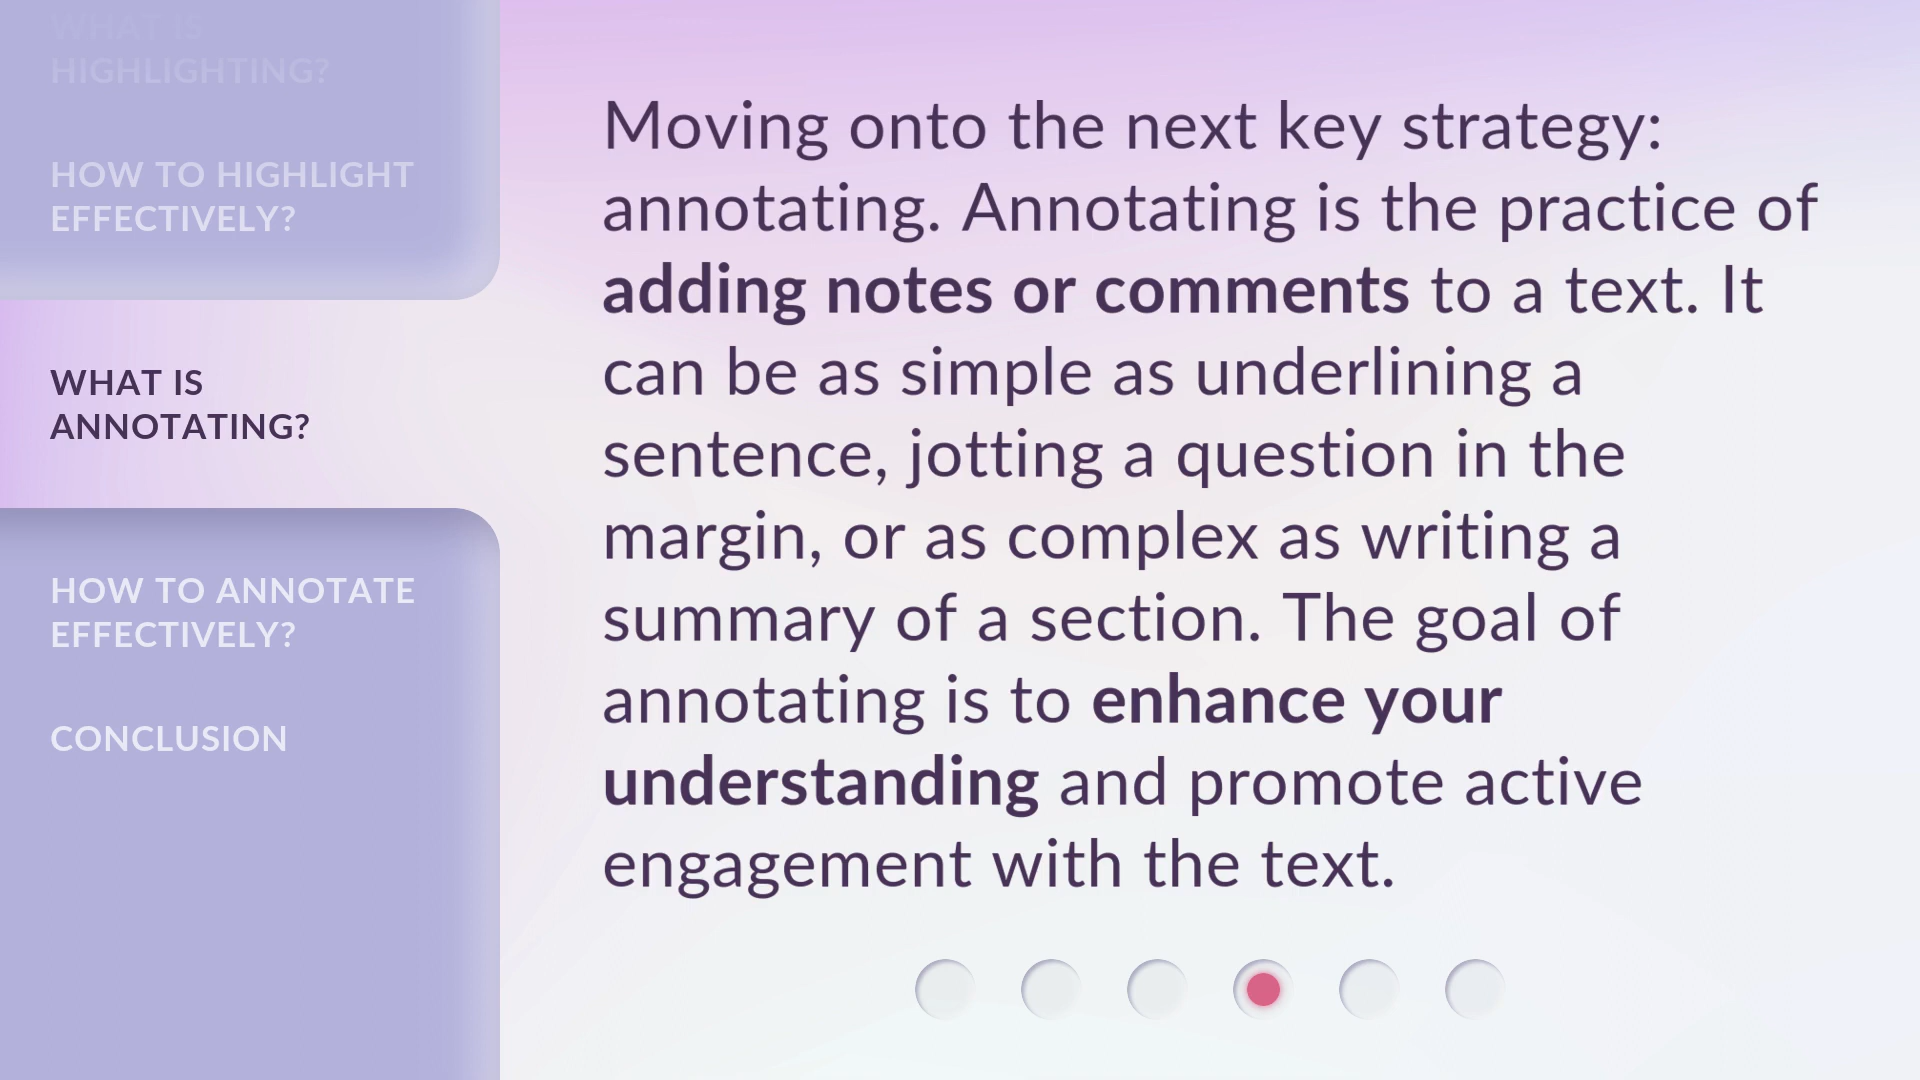 WHAT IS
HIGHLIGHTING?
HOW TO HIGHLIGHT
EFFECTIVELY?
WHAT IS
ANNOTATING?
HOW TO ANNOTATE
EFFECTIVELY?
CONCLUSION
Moving onto the next key strategy:
annotating. Annotating is the practice of
adding notes or comments to a text. It
can be as simple as underlining a
sentence, jotting a question in the
margin, or as complex as writing a
summary of a section. The goal of
annotating is to enhance your
understanding and promote active
engagement with the text.